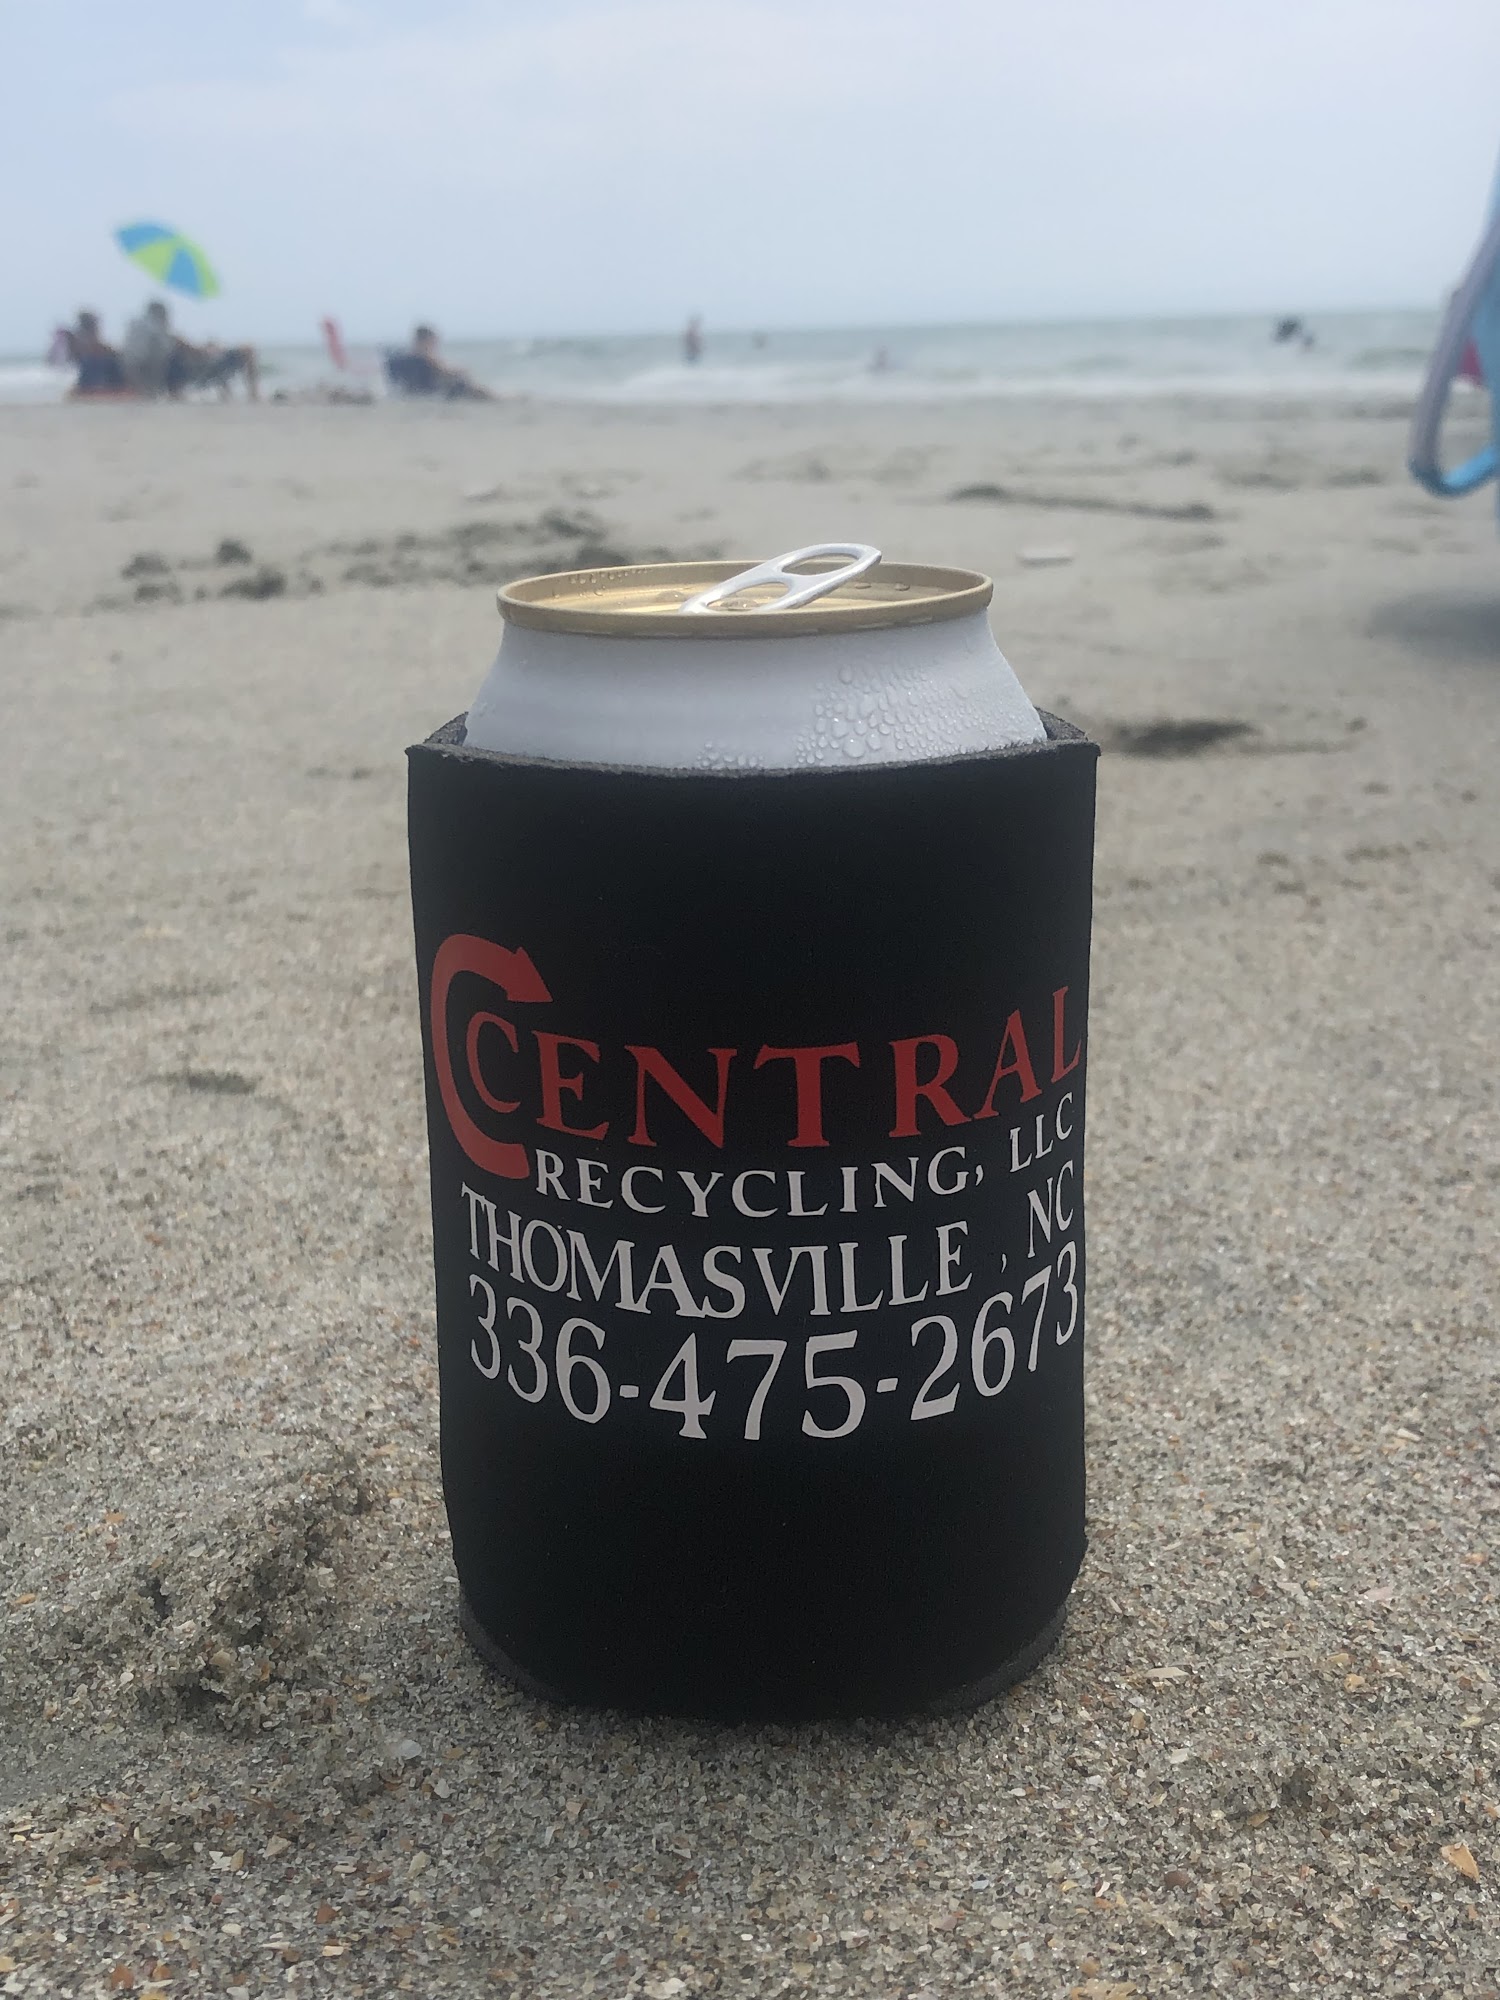 CENTRAL
RECYCLING, LLC
THOMASVILLE , NC
336-475-2673